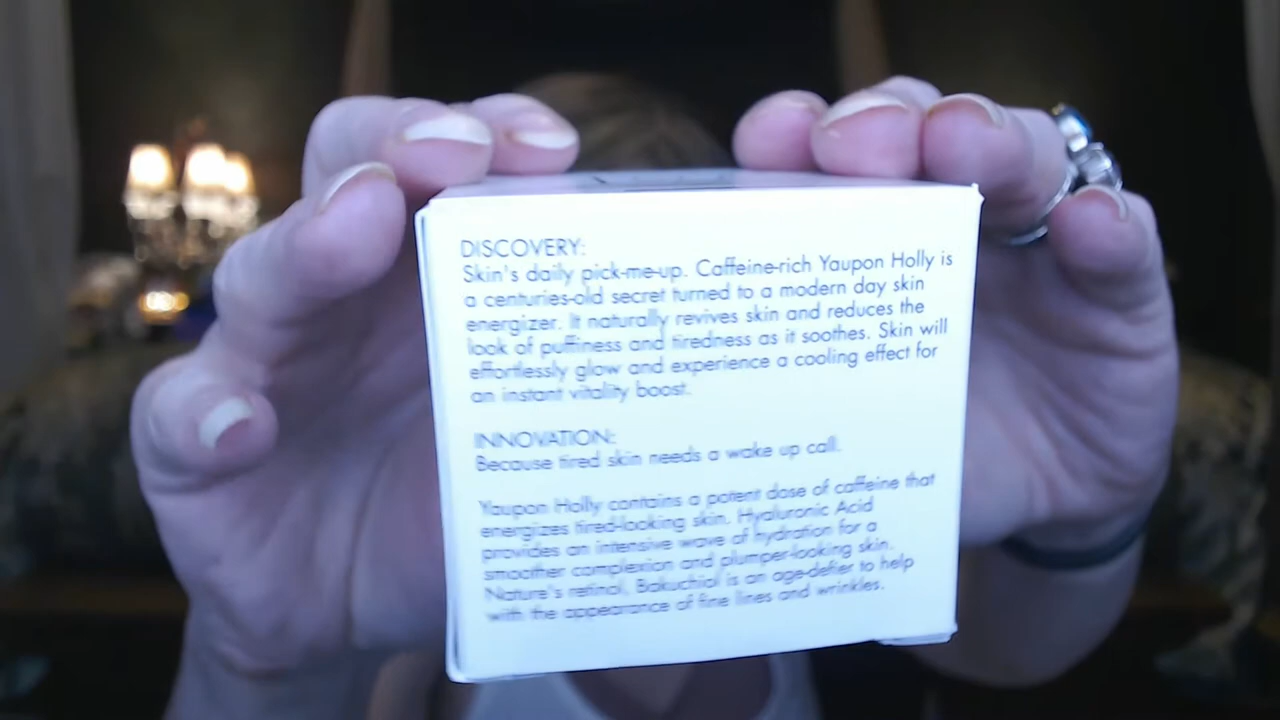 DISCOVERY:
Skin's daily pick-me-up. Caffeine-rich Yaupon Holly is
a centuries-old secret turned to a modern day skin
energizer. It naturally revives skin and reduces the
look of puffiness and tiredness as it soothes. Skin will
effortlessly glow and experience a cooling effect for
an instant vitality boost.
INNOVATION:
Because tired skin needs a wake up call.
Yaupon Holly contains a potent dose of caffeine that
energizes tired-looking skin. Hyaluronic Acid
provides an intensive wave of hydration for a
smoother complexion and plumper-looking skin.
Nature's retinol. Bakuchiol is an age-defier to help
with the appearance of fine lines and wrinkles.